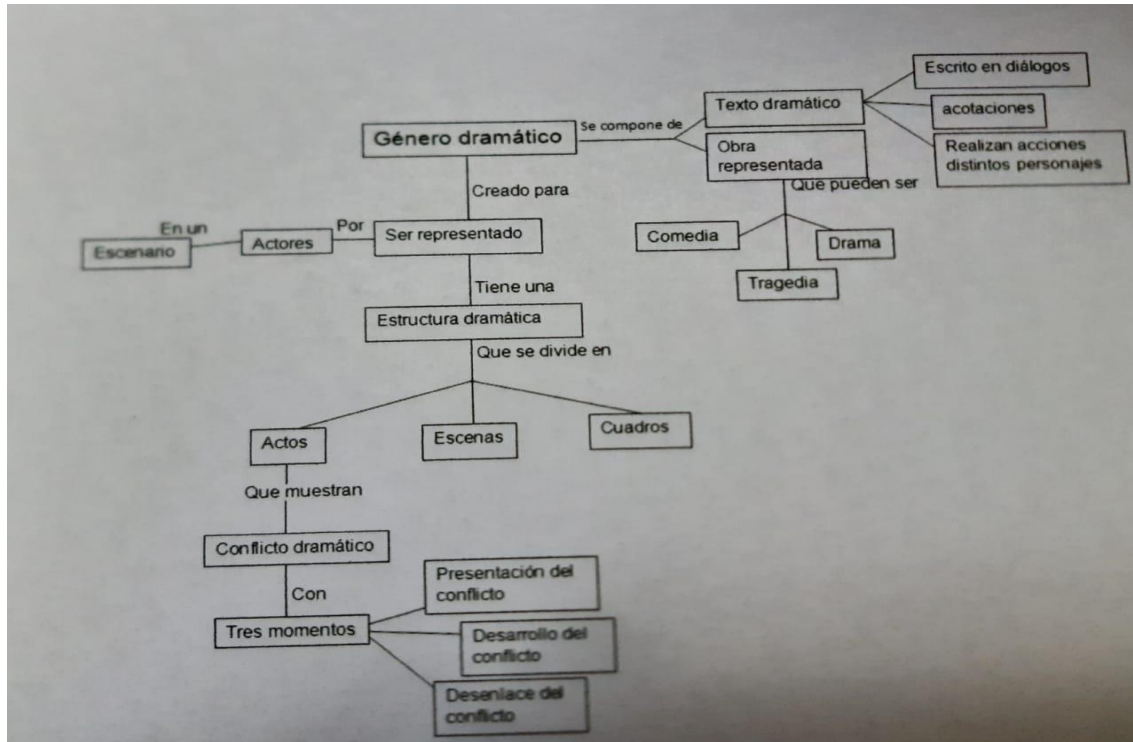 Género dramático
Se compone de
Texto dramático
Escrito en diálogos
acotaciones
Realizan acciones
distintos personajes
Obra
representada
Que pueden ser
Comedia
Drama
Tragedia
Creado para
Ser representado
Por
Actores
En un
Escenario
Tiene una
Estructura dramática
Que se divide en
Actos
Escenas
Cuadros
Que muestran
Conflicto dramático
Con
Tres momentos
Presentación del
conflicto
Desarrollo del
conflicto
Desenlace del
conflicto